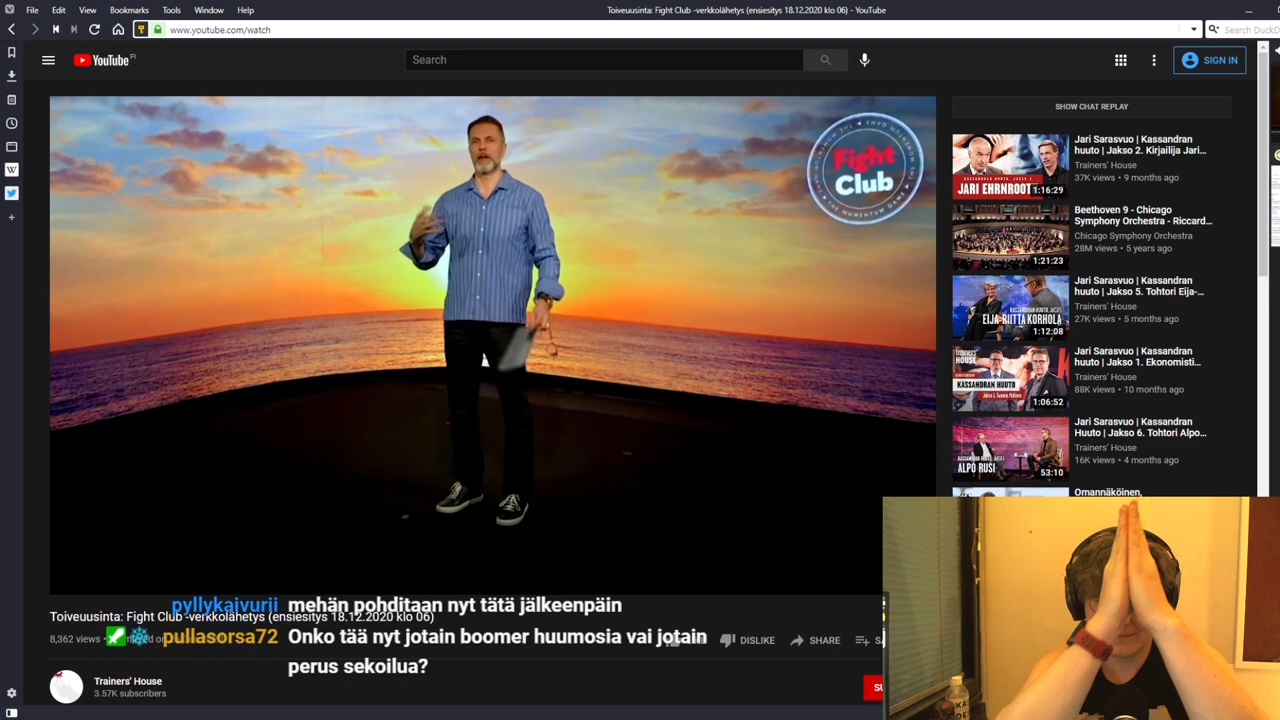 File Edit View Bookmarks Tools Window Help
Toiveuusinta: Fight Club -verkkolähetys (ensiesitys 18.12.2020 klo 06) - YouTube
www.youtube.com/watch
Search DuckD
YouTube FI
Search
SIGN IN
Fight
Club
THE MOMENTUM GAME
SHOW CHAT REPLAY
Jari Sarasvuo | Kassandran
huuto | Jakso 2. Kirjailija Jari...
Trainers' House
37K views • 9 months ago
JARI EHRNROOT
1:16:29
Beethoven 9 - Chicago
Symphony Orchestra - Riccard...
Chicago Symphony Orchestra
28M views • 5 years ago
1:21:23
Jari Sarasvuo | Kassandran
huuto | Jakso 5. Tohtori Eija-...
Trainers' House
27K views • 5 months ago
EIJA-RIITTA KORHOLA
1:12:08
Jari Sarasvuo | Kassandran
huuto | Jakso 1. Ekonomisti...
Trainers' House
88K views • 10 months ago
KASSANDRAN HUUTO
1:06:52
Jari Sarasvuo | Kassandran
Huuto | Jakso 6. Tohtori Alpo...
Trainers' House
16K views • 4 months ago
ALPO RUSI
53:10
Omannäköinen,
pyllykaivurii mehän pohditaan nyt tätä jälkeenpäin
Toiveuusinta: Fight Club -verkkolähetys (ensiesitys 18.12.2020 klo 06)
pullasorsa72 Onko tää nyt jotain boomer huumosia vai jotain
perus sekoilua?
8,362 views
DISLIKE SHARE
Trainers' House
3.57K subscribers